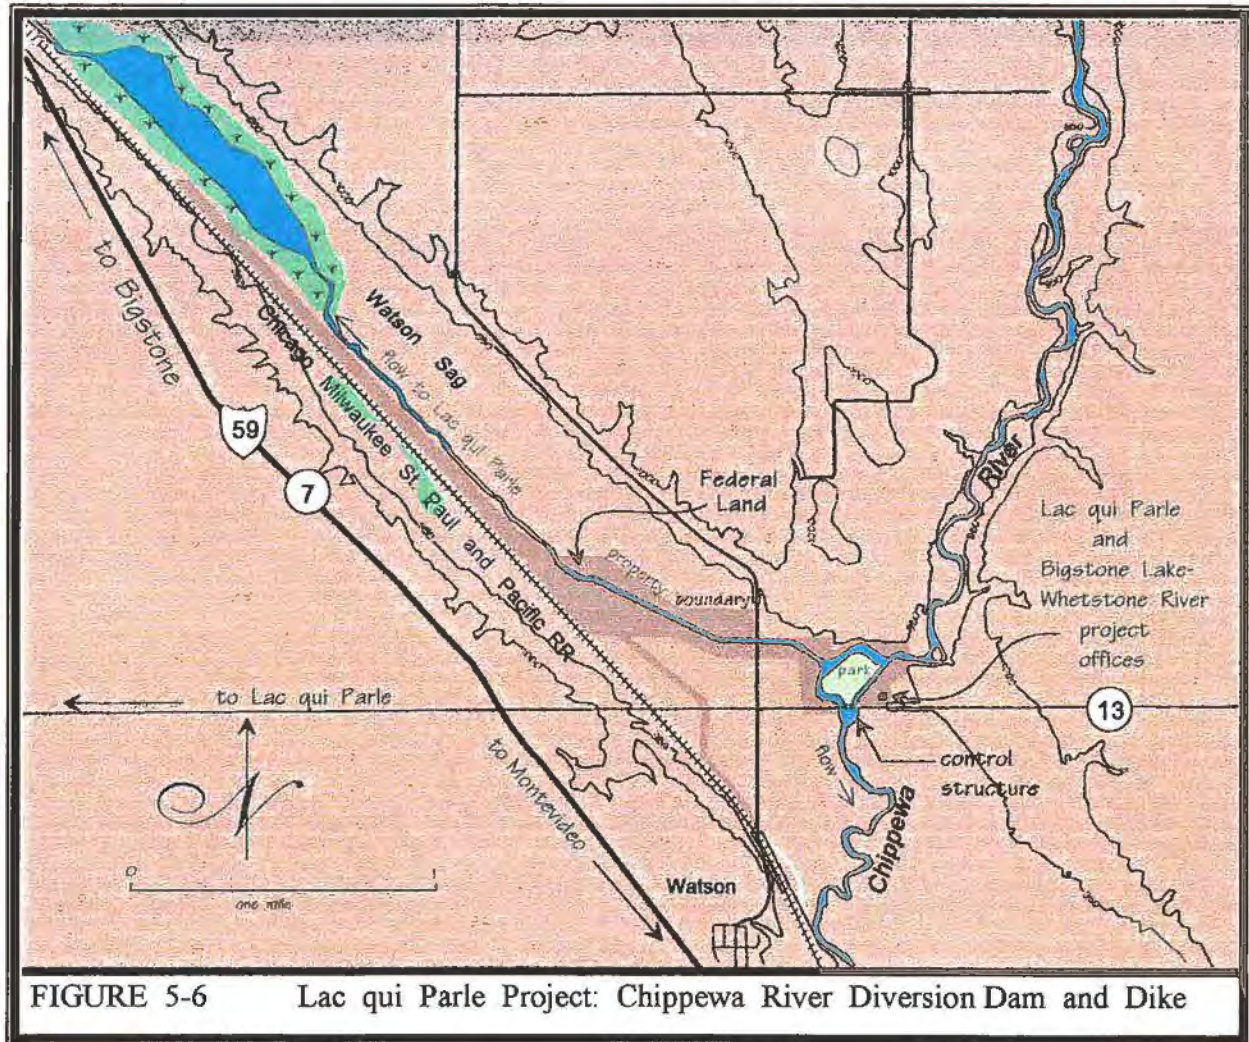 to Bigstone
59
7
Chicago Milwaukee St. Paul and Pacific RR
Watson Sag
flow to Lac qui Parle
Federal
Land
property
boundary
River
Lac qui Parle
and
Bigstone Lake-
Whetstone River
project
offices
park
to Lac qui Parle
13
N
to Montevideo
flow
control
structure
Chippewa
0
1
one mile
Watson
FIGURE 5-6 Lac qui Parle Project: Chippewa River Diversion Dam and Dike